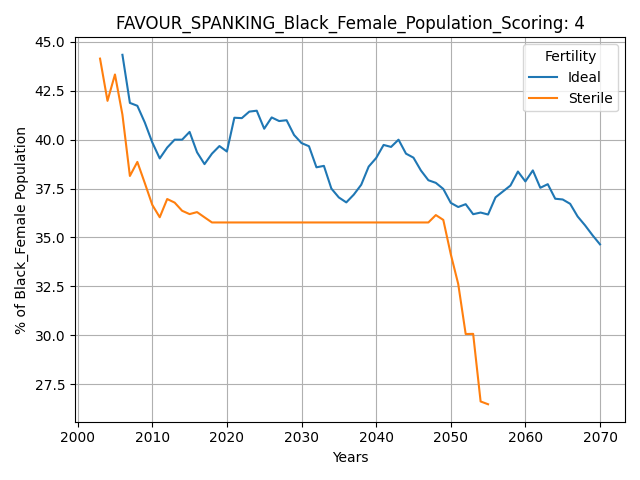 FAVOUR_SPANKING_Black_Female_Population_Scoring: 4
Fertility
Ideal
Sterile
% of Black_Female Population
45.0
42.5
40.0
37.5
35.0
32.5
30.0
27.5
2000 2010 2020 2030 2040 2050 2060 2070
Years